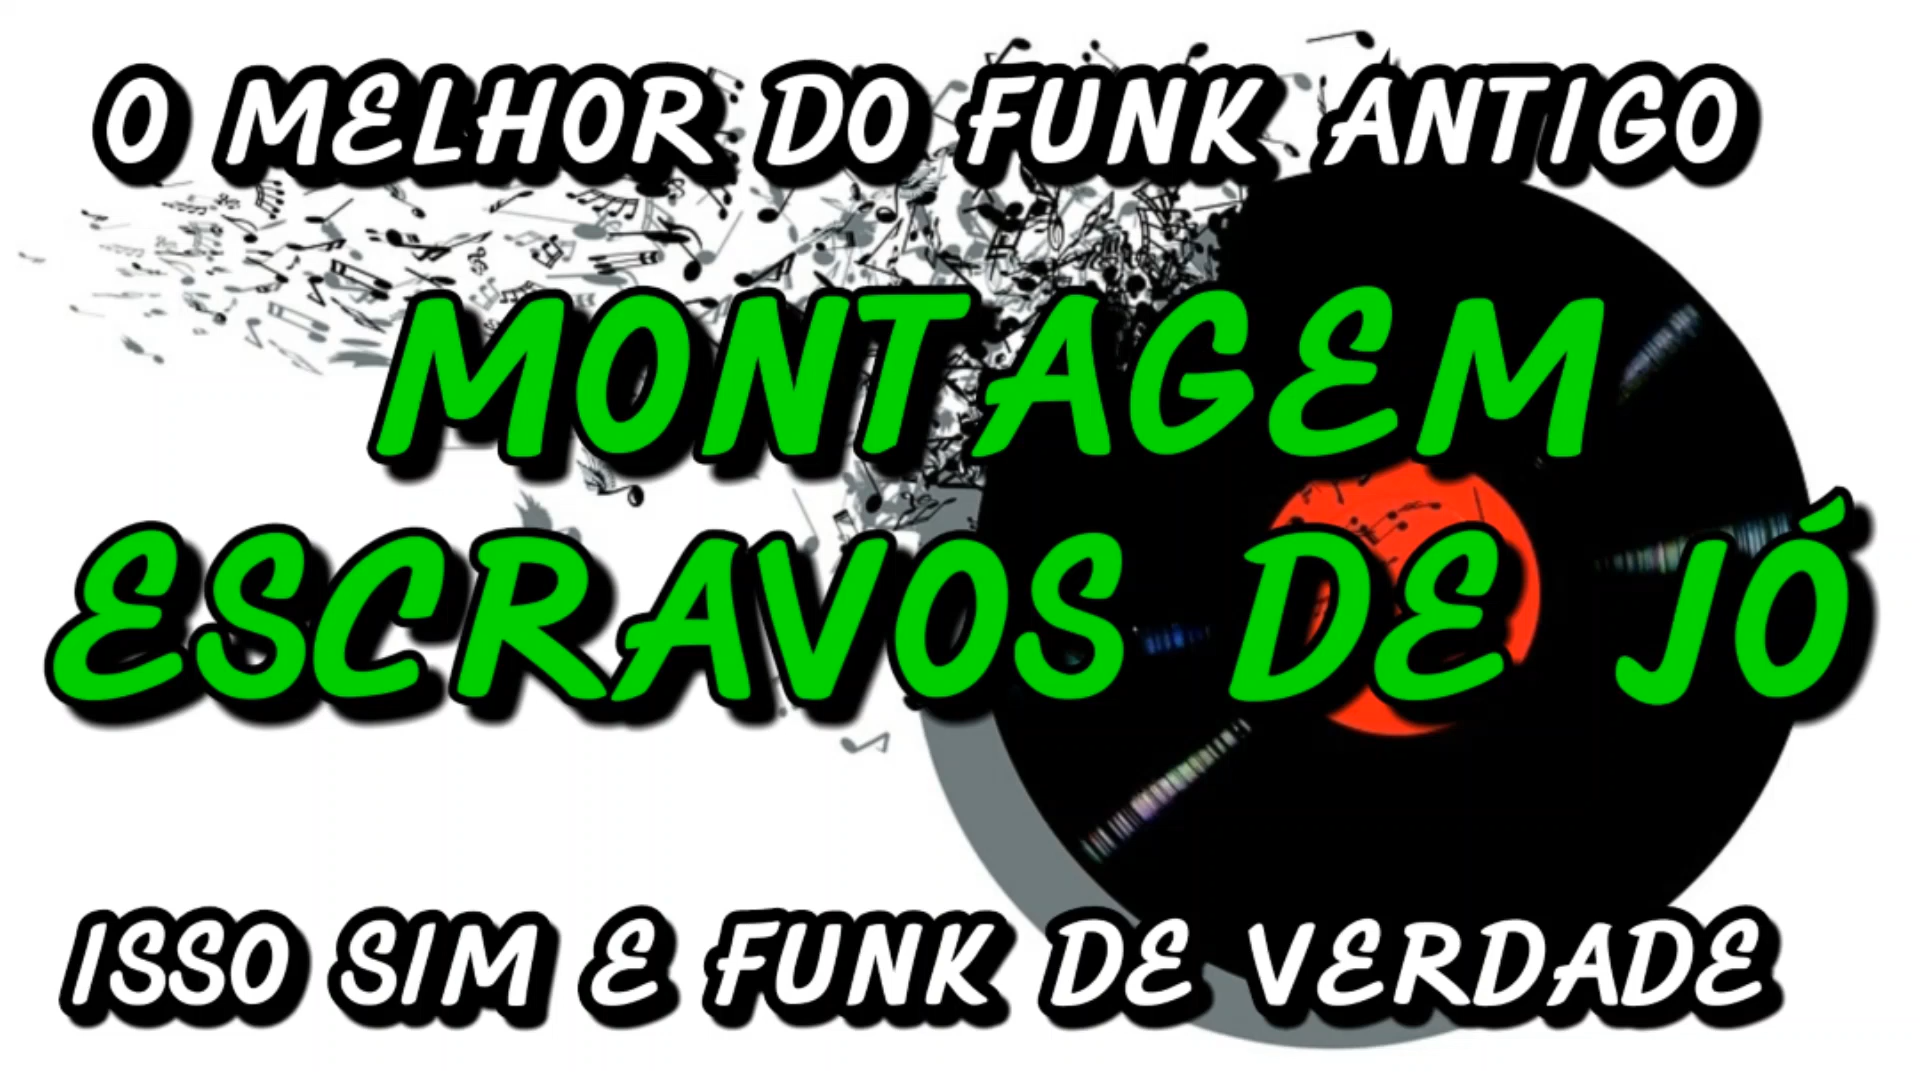 O MELHOR DO FUNK ANTIGO
MONTAGEM
ESCRAVOS DE JÓ
ISSO SIM E FUNK DE VERDADE